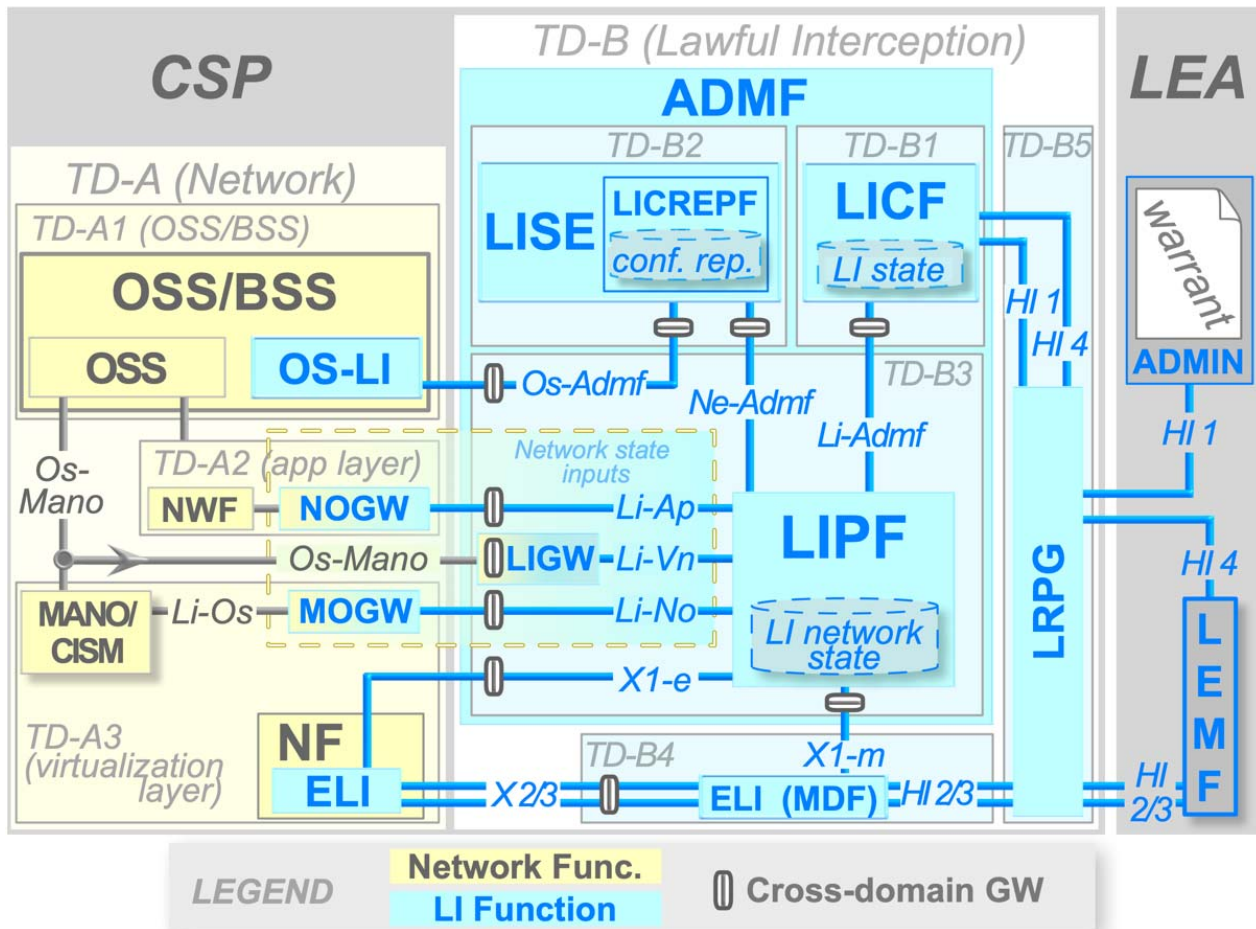 CSP
TD-B (Lawful Interception)
LEA
ADMF
TD-A (Network)
TD-A1 (OSS/BSS)
OSS/BSS
OSS
OS-LI
TD-B2
LISE
LICREPF
conf. rep.
TD-B1
LICF
LI state
TD-B5
HI 1
HI 4
warrant
ADMIN
HI 1
Os-Admf
Ne-Admf
Li-Admf
TD-B3
Os-
Mano
TD-A2 (app layer)
Network state
inputs
NWF
NOGW
Li-Ap
Os-Mano
LIGW
Li-Vn
MANO/
CISM
Li-Os
MOGW
Li-No
LIPF
LI network
state
LRPG
HI 4
LEMF
X1-e
TD-A3
(virtualization
layer)
NF
ELI
X 2/3
TD-B4
X1-m
ELI (MDF)
HI 2/3
HI
2/3
LEGEND
Network Func.
LI Function
Cross-domain GW